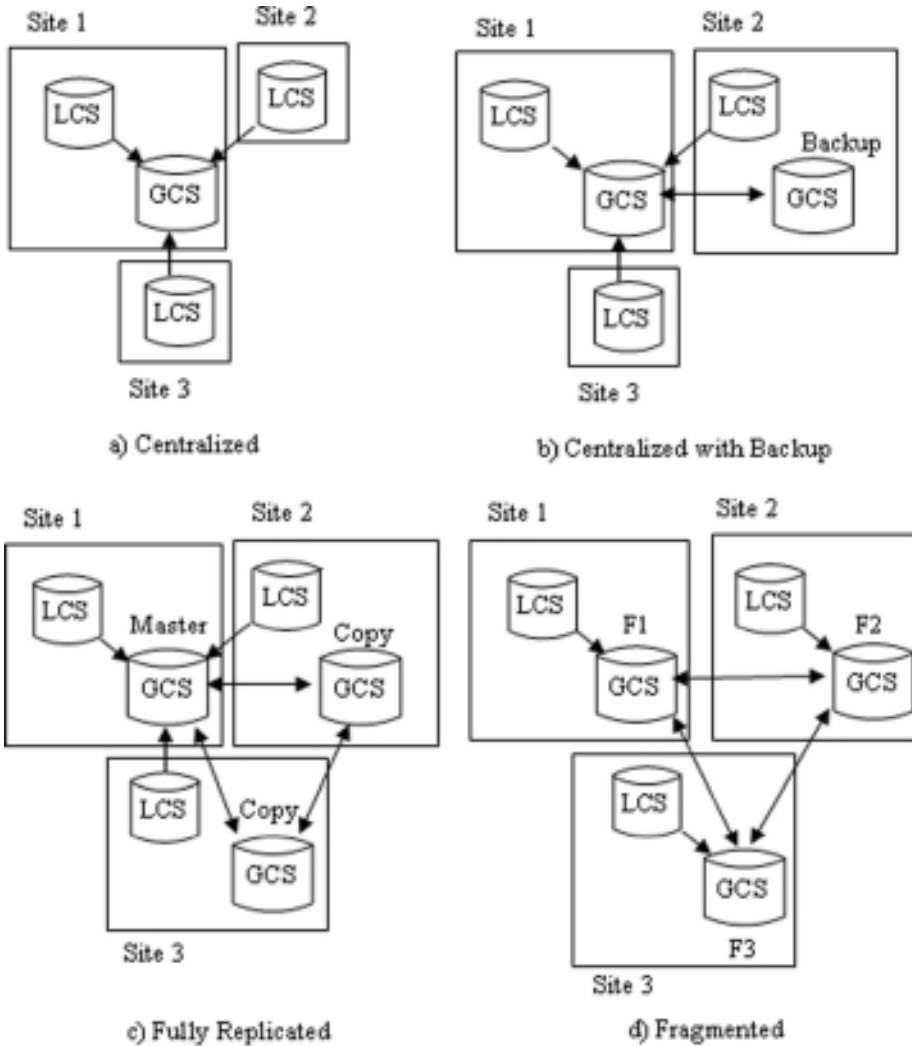 Site 1
Site 2
LCS
LCS
GCS
LCS
Site 3
a) Centralized
Site 1
Site 2
LCS
LCS
Backup
GCS
GCS
LCS
Site 3
b) Centralized with Backup
Site 1
Site 2
LCS
LCS
Master
Copy
GCS
GCS
LCS
Copy
GCS
Site 3
c) Fully Replicated
Site 1
Site 2
LCS
LCS
F1
F2
GCS
GCS
LCS
GCS
F3
Site 3
d) Fragmented